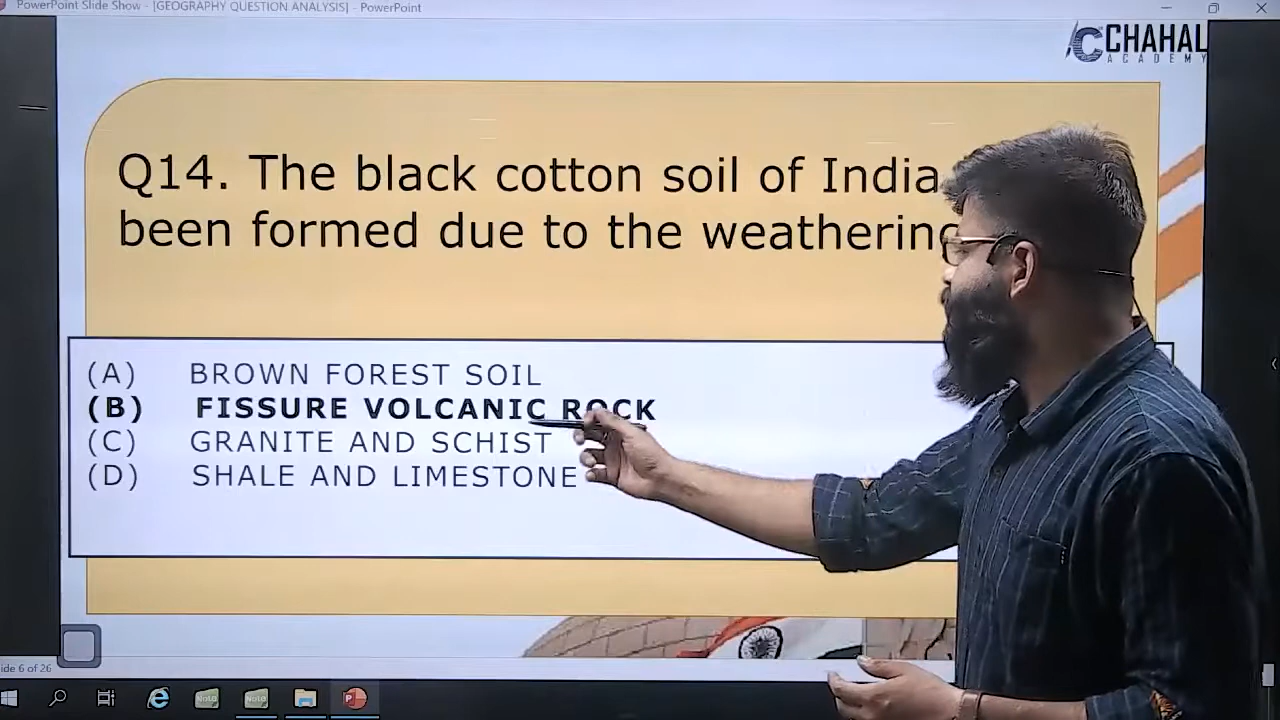 PowerPoint Slide Show - [GEOGRAPHY QUESTION ANALYSIS] - PowerPoint
CHAHAL
ACADEMY
Q14. The black cotton soil of India
been formed due to the weathering
(A) BROWN FOREST SOIL
(B) FISSURE VOLCANIC ROCK
(C) GRANITE AND SCHIST
(D) SHALE AND LIMESTONE
ide 6 of 26